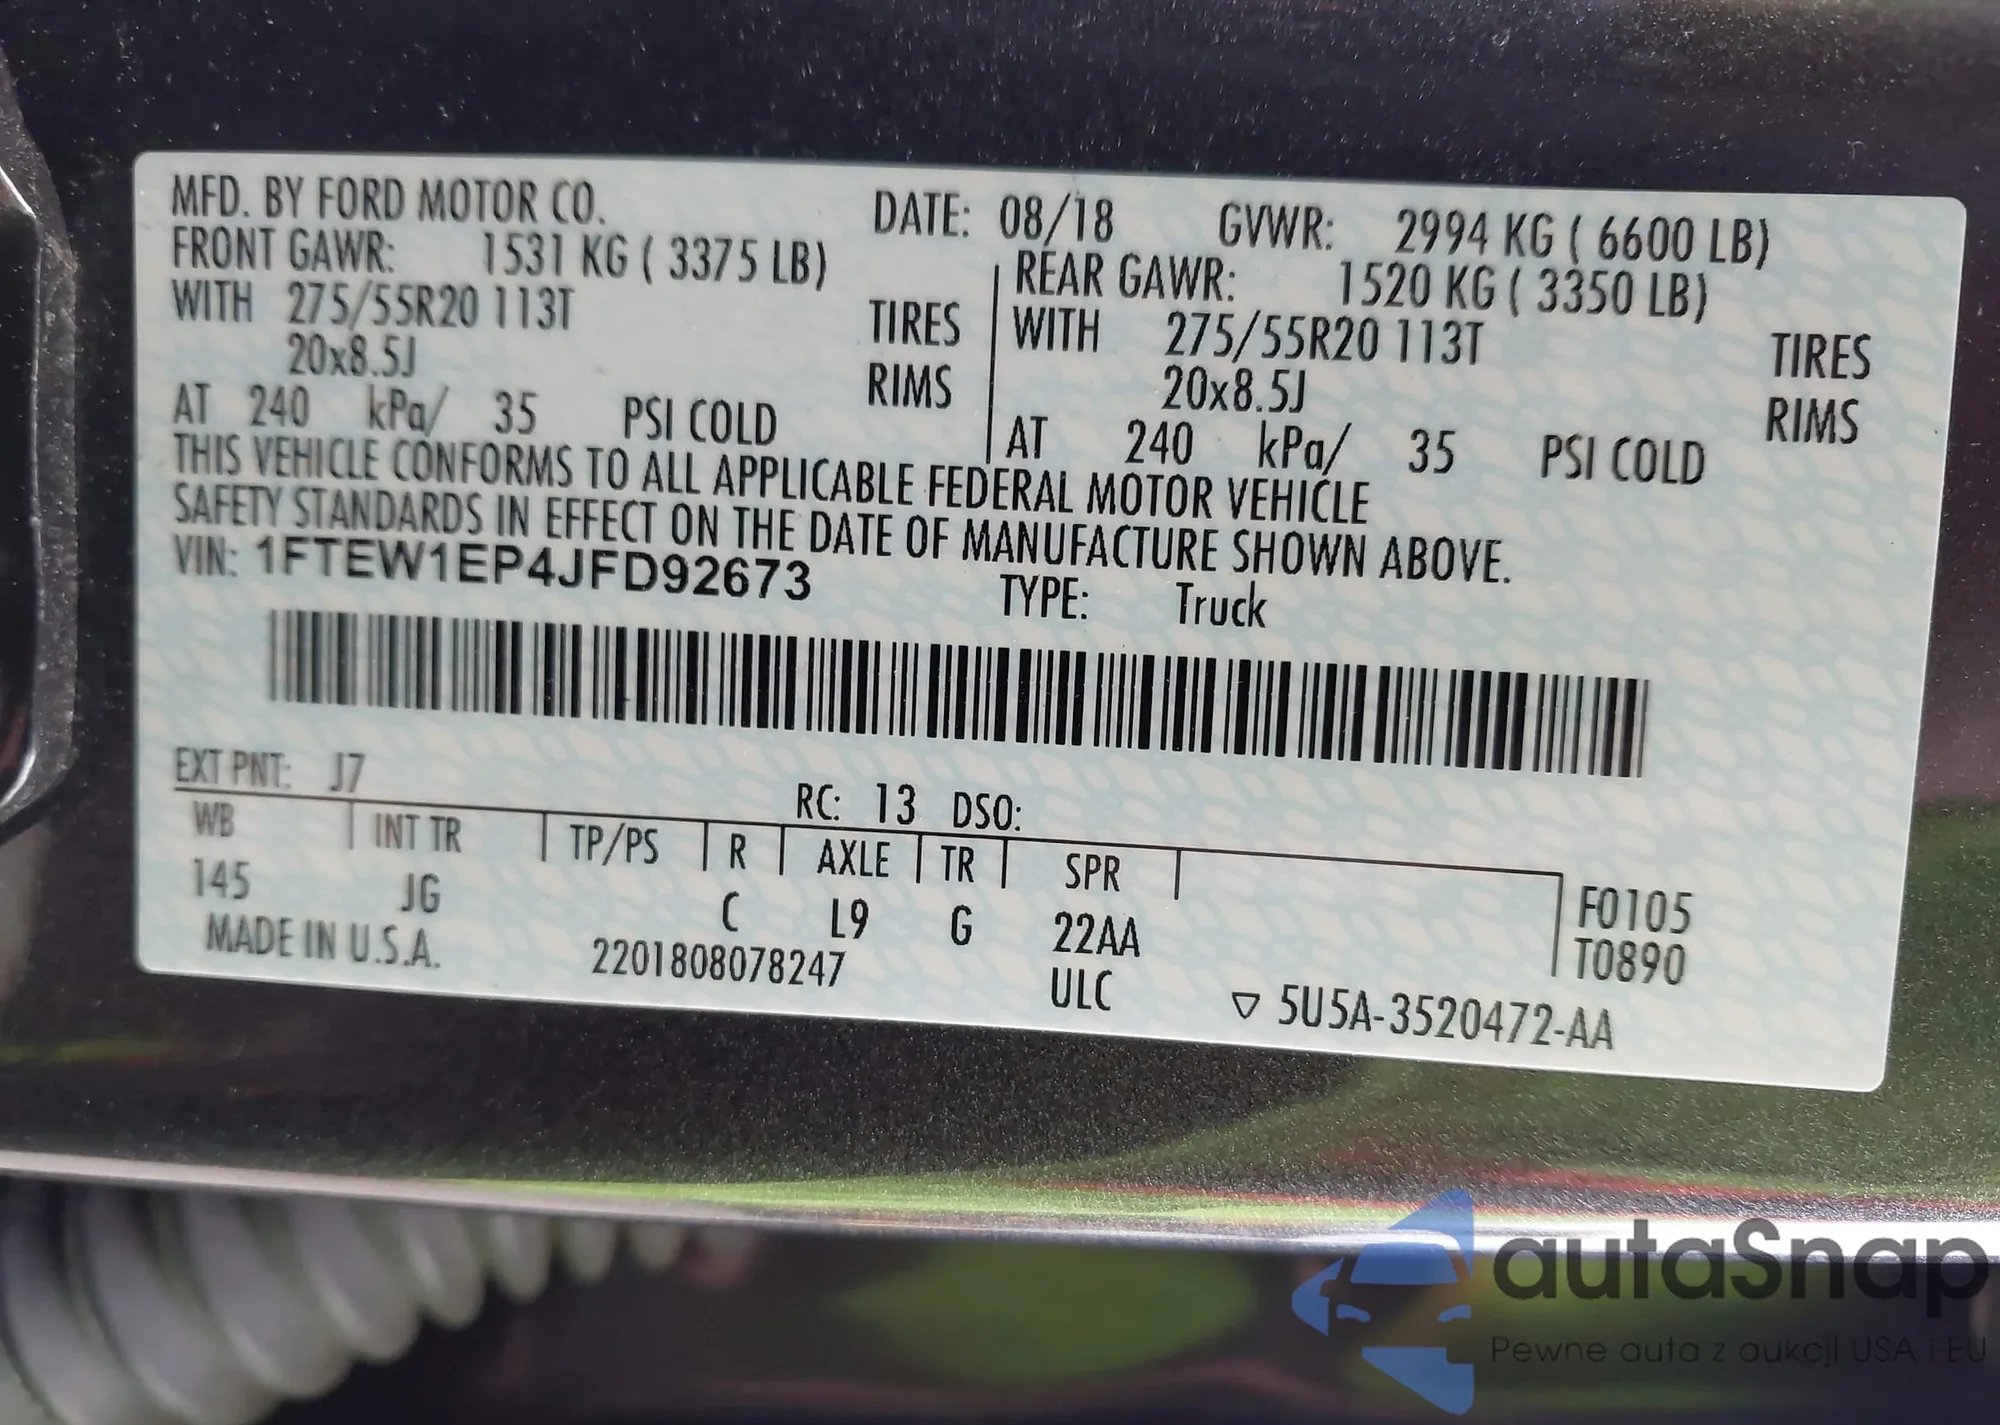 MFD. BY FORD MOTOR CO. DATE: 08/18 GVWR: 2994 KG ( 6600 LB)
FRONT GAWR: 1531 KG ( 3375 LB) REAR GAWR: 1520 KG ( 3350 LB)
WITH 275/55R20 113T TIRES WITH 275/55R20 113T TIRES
20x8.5J RIMS 20x8.5J RIMS
AT 240 kPa/ 35 PSI COLD AT 240 kPa/ 35 PSI COLD
THIS VEHICLE CONFORMS TO ALL APPLICABLE FEDERAL MOTOR VEHICLE
SAFETY STANDARDS IN EFFECT ON THE DATE OF MANUFACTURE SHOWN ABOVE.
VIN: 1FTEW1EP4JFD92673 TYPE: Truck
EXT PNT: J7 RC: 13 DSO:
WB INT TR TP/PS R AXLE TR SPR
145 JG C L9 G 22AA F0105
T0890
MADE IN U.S.A. 2201808078247 ULC ▽ 5U5A-3520472-AA
autaSnap
Pewne auta z aukcji USA i EU